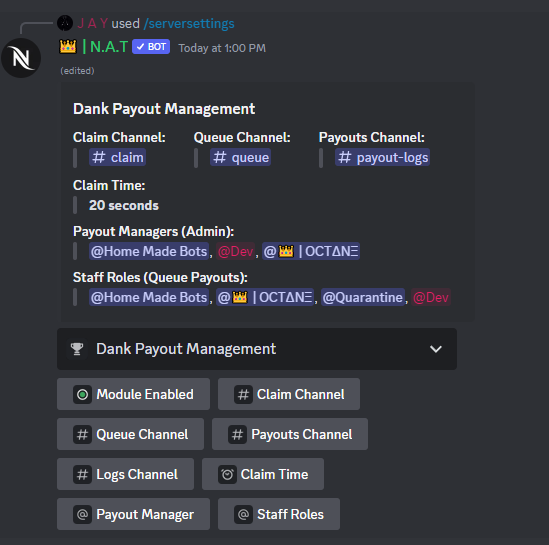 J A Y used /serversettings
👑 | N.A.T ✓ BOT Today at 1:00 PM
(edited)
Dank Payout Management
Claim Channel: Queue Channel: Payouts Channel:
# claim # queue # payout-logs
Claim Time:
20 seconds
Payout Managers (Admin):
@Home Made Bots, @Dev, @👑 | OCTΔNΞ
Staff Roles (Queue Payouts):
@Home Made Bots, @👑 | OCTΔNΞ, @Quarantine, @Dev
Dank Payout Management
Module Enabled # Claim Channel
# Queue Channel # Payouts Channel
# Logs Channel Claim Time
@ Payout Manager @ Staff Roles